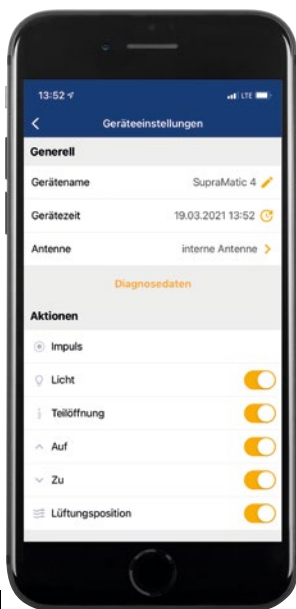 13:52
LTE
Geräteeinstellungen
Generell
Gerätename SupraMatic 4
Gerätezeit 19.03.2021 13:52
Antenne interne Antenne
Diagnosedaten
Aktionen
Impuls
Licht
Teilöffnung
Auf
Zu
Lüftungsposition